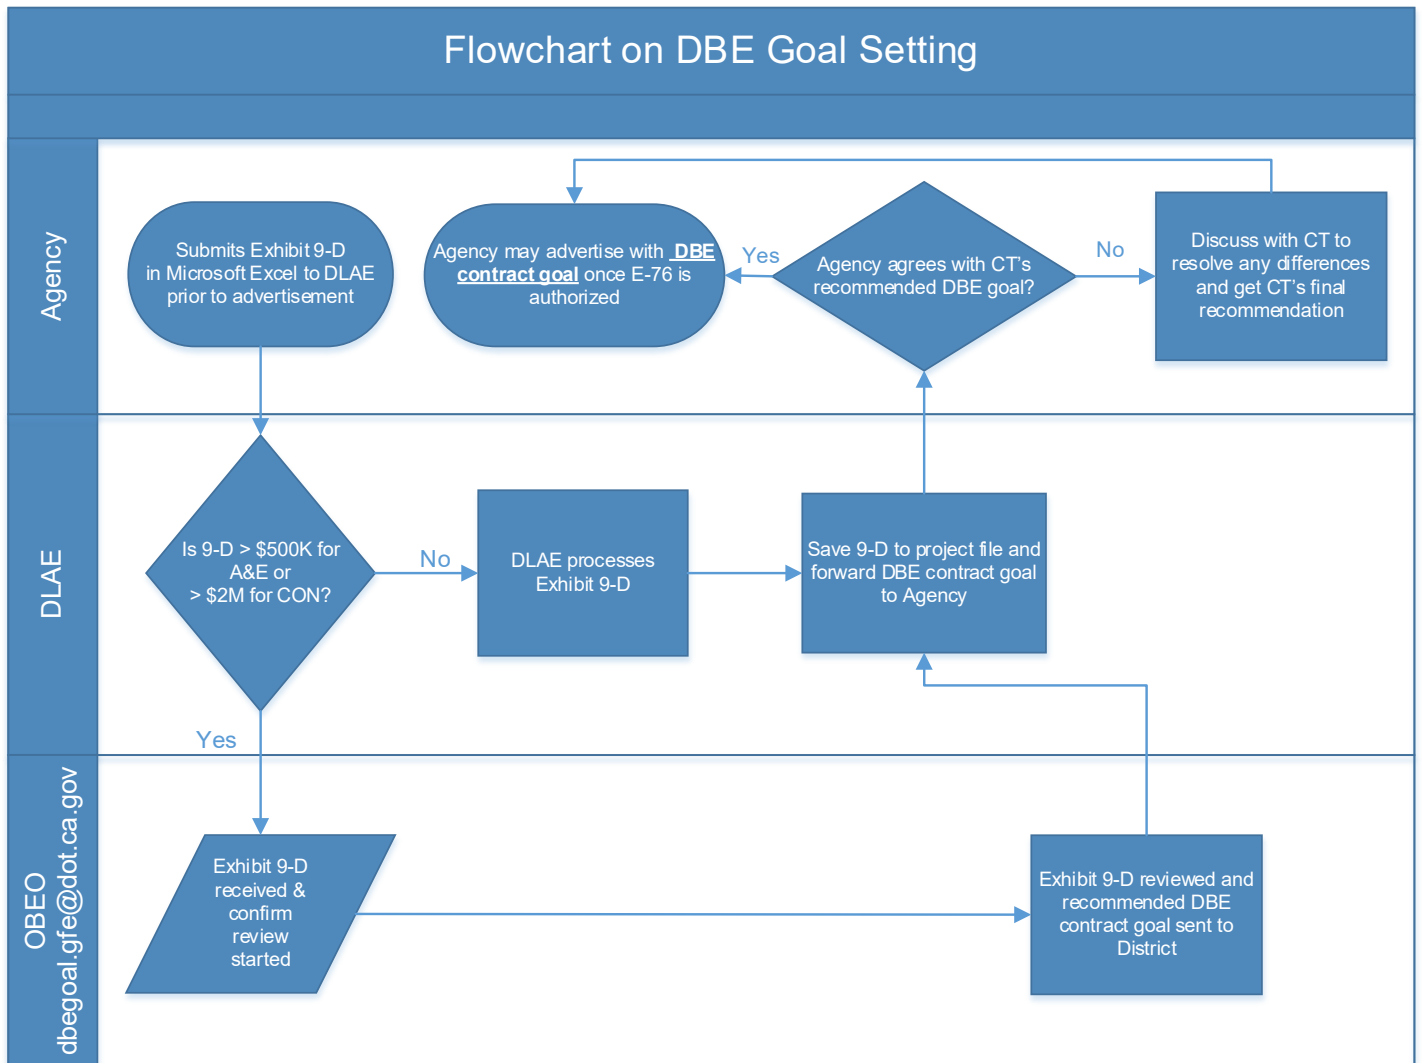 Flowchart on DBE Goal Setting
Agency
Submits Exhibit 9-D
in Microsoft Excel to DLAE
prior to advertisement
Agency may advertise with DBE
contract goal once E-76 is
authorized
Yes
Agency agrees with CT's
recommended DBE goal?
No
Discuss with CT to
resolve any differences
and get CT's final
recommendation
DLAE
Is 9-D > $500K for
A&E or
> $2M for CON?
No
DLAE processes
Exhibit 9-D
Save 9-D to project file and
forward DBE contract goal
to Agency
Yes
OBEO
dbegoal.gfe@dot.ca.gov
Exhibit 9-D
received &
confirm
review
started
Exhibit 9-D reviewed and
recommended DBE
contract goal sent to
District